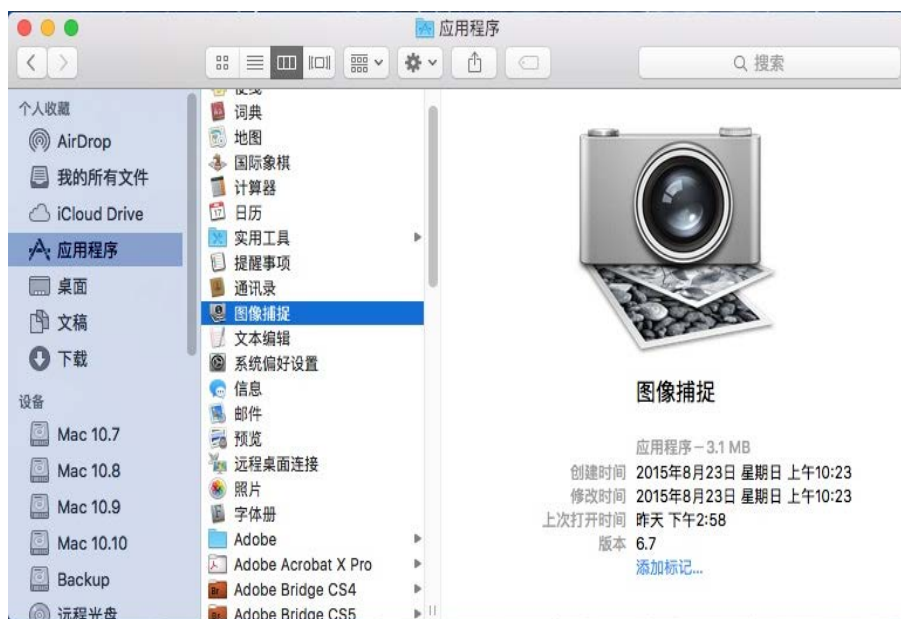 应用程序
搜索
个人收藏
AirDrop
我的所有文件
iCloud Drive
应用程序
桌面
文稿
下载
设备
Mac 10.7
Mac 10.8
Mac 10.9
Mac 10.10
Backup
远程光盘
便笺
词典
地图
国际象棋
计算器
日历
实用工具
提醒事项
通讯录
图像捕捉
文本编辑
系统偏好设置
信息
邮件
预览
远程桌面连接
照片
字体册
Adobe
Adobe Acrobat X Pro
Adobe Bridge CS4
Adobe Bridge CS5
图像捕捉
应用程序 – 3.1 MB
创建时间 2015年8月23日 星期日 上午10:23
修改时间 2015年8月23日 星期日 上午10:23
上次打开时间 昨天 下午2:58
版本 6.7
添加标记...